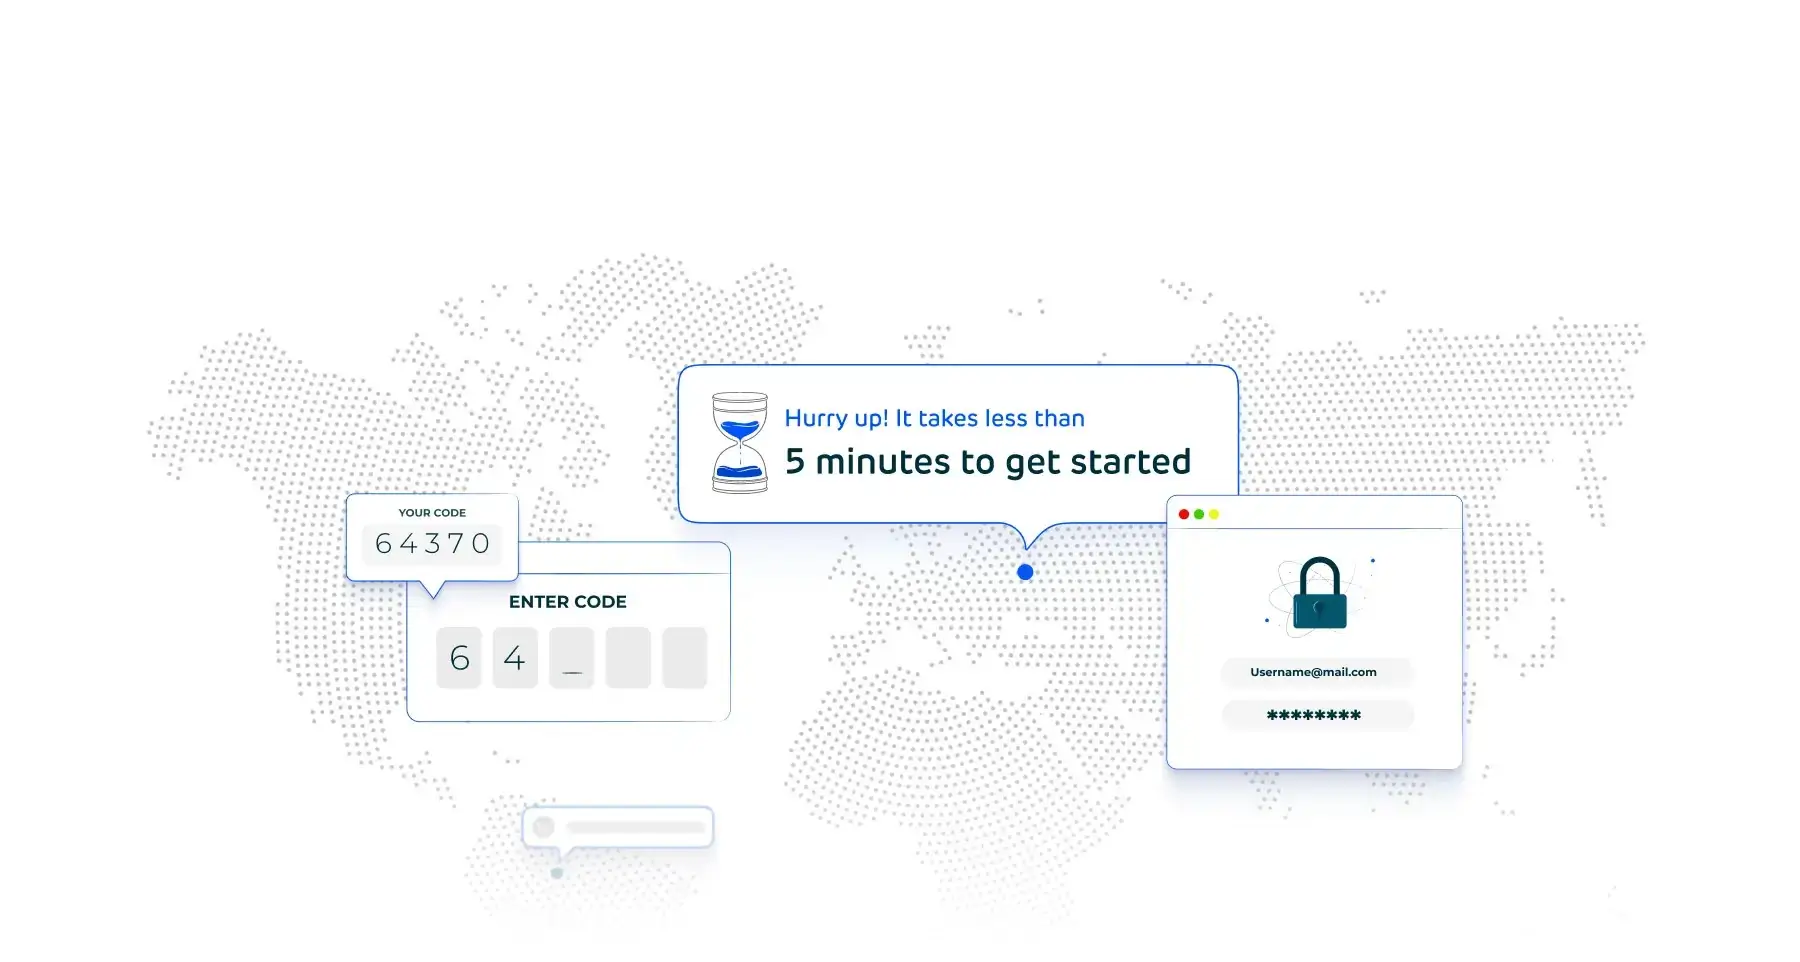 Hurry up! It takes less than
5 minutes to get started
YOUR CODE
64370
ENTER CODE
6 4 _
Username@mail.com
********